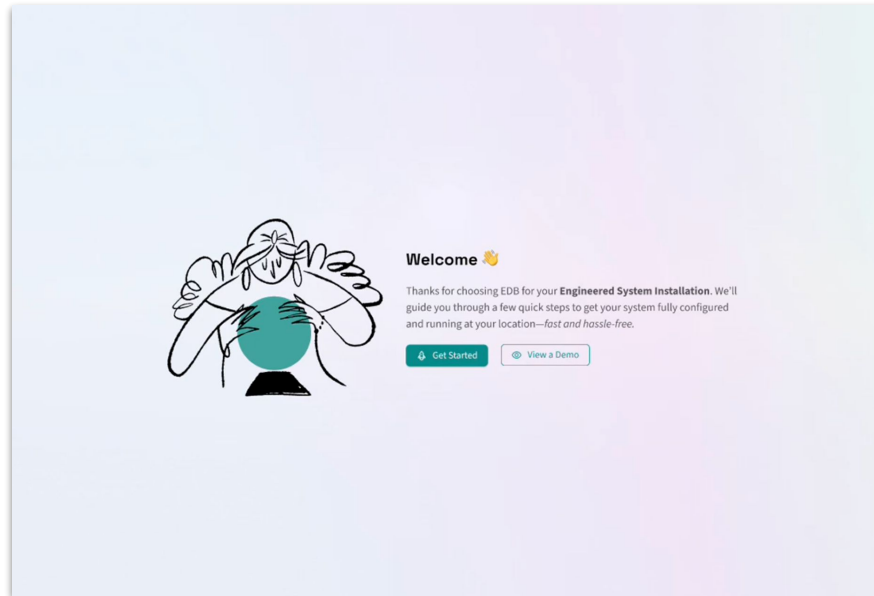 Welcome 👋
Thanks for choosing EDB for your Engineered System Installation. We'll
guide you through a few quick steps to get your system fully configured
and running at your location—fast and hassle-free.
Get Started
View a Demo